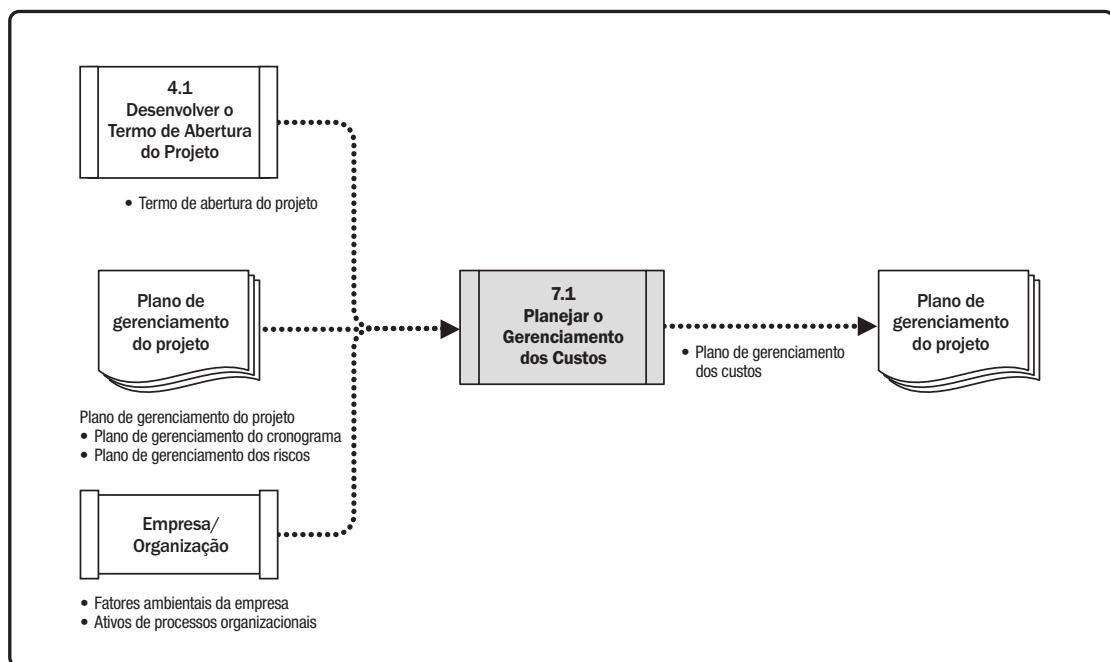 4.1
Desenvolver o
Termo de Abertura
do Projeto
• Termo de abertura do projeto
Plano de
gerenciamento
do projeto
Plano de gerenciamento do projeto
• Plano de gerenciamento do cronograma
• Plano de gerenciamento dos riscos
Empresa/
Organização
• Fatores ambientais da empresa
• Ativos de processos organizacionais
7.1
Planejar o
Gerenciamento
dos Custos
• Plano de gerenciamento
dos custos
Plano de
gerenciamento
do projeto